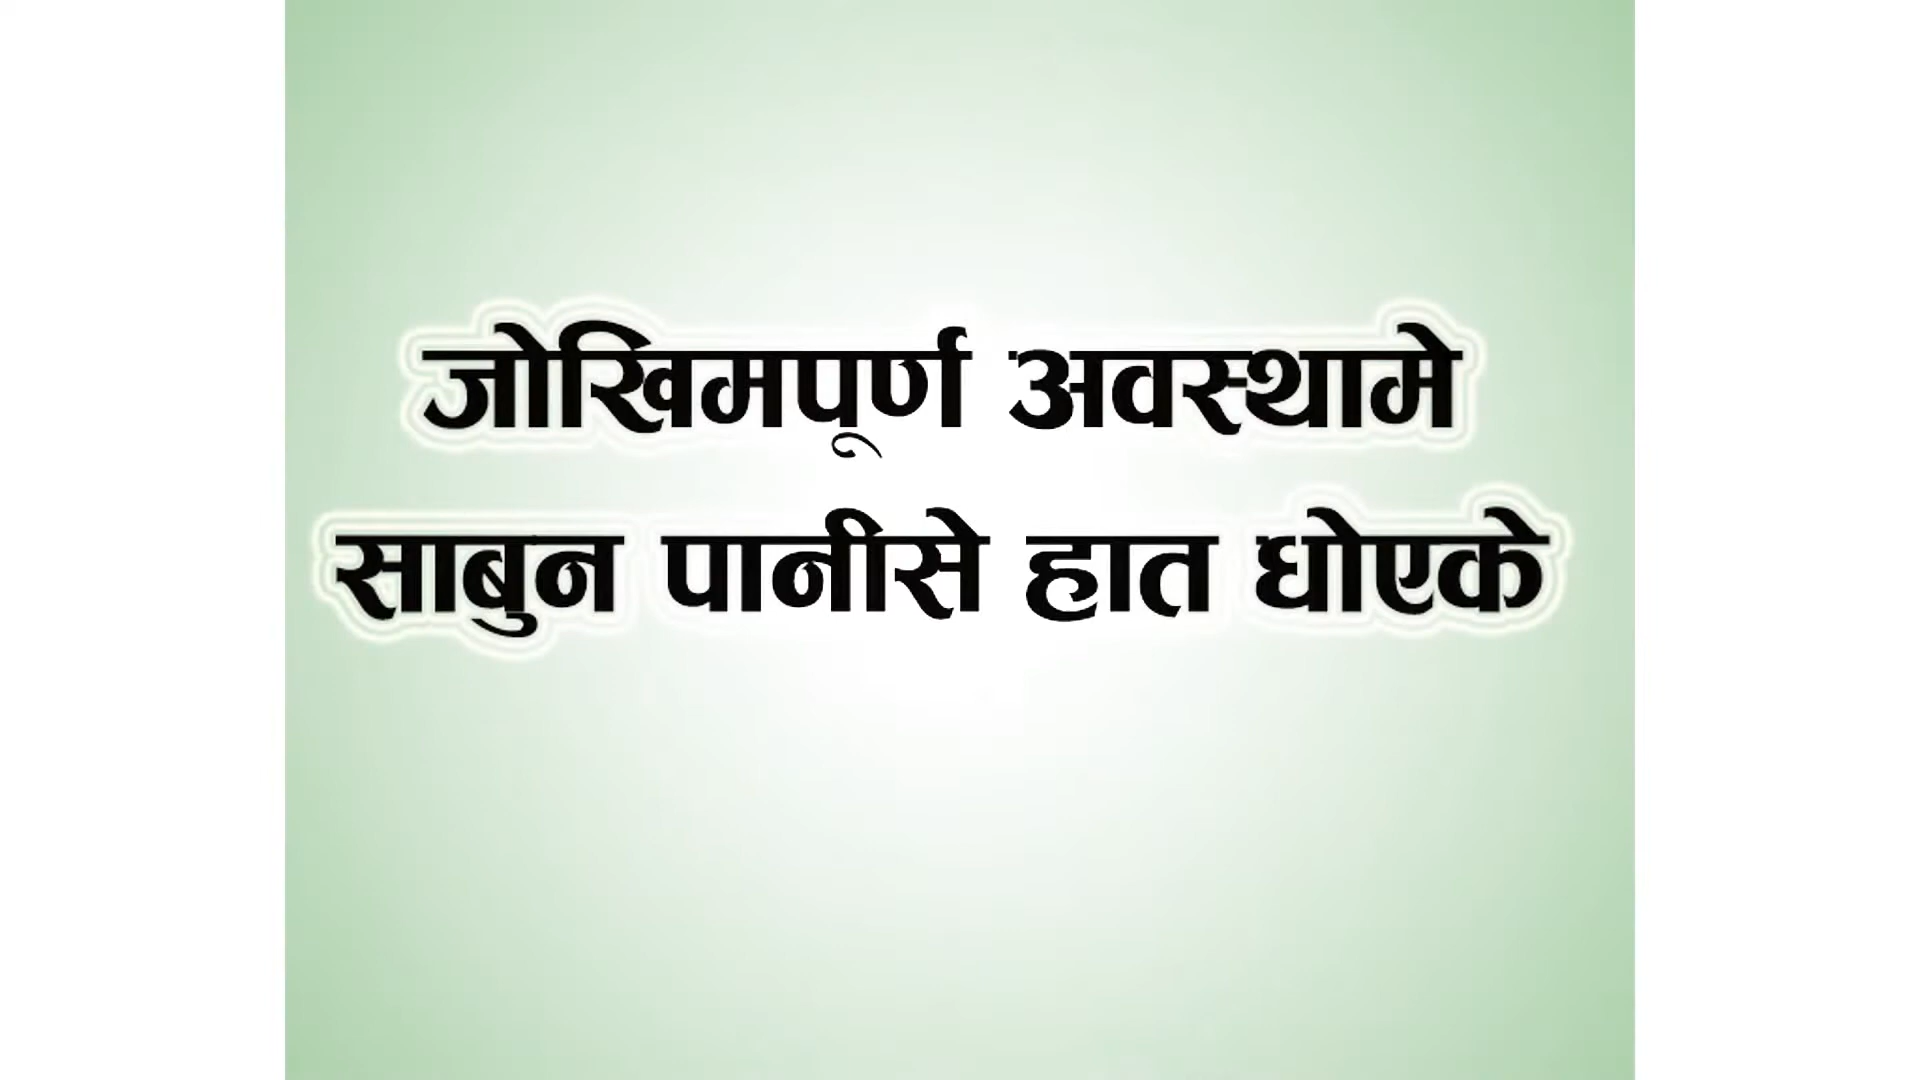 जोखिमपूर्ण अवस्थामे
साबुन पानीसे हात धोएके